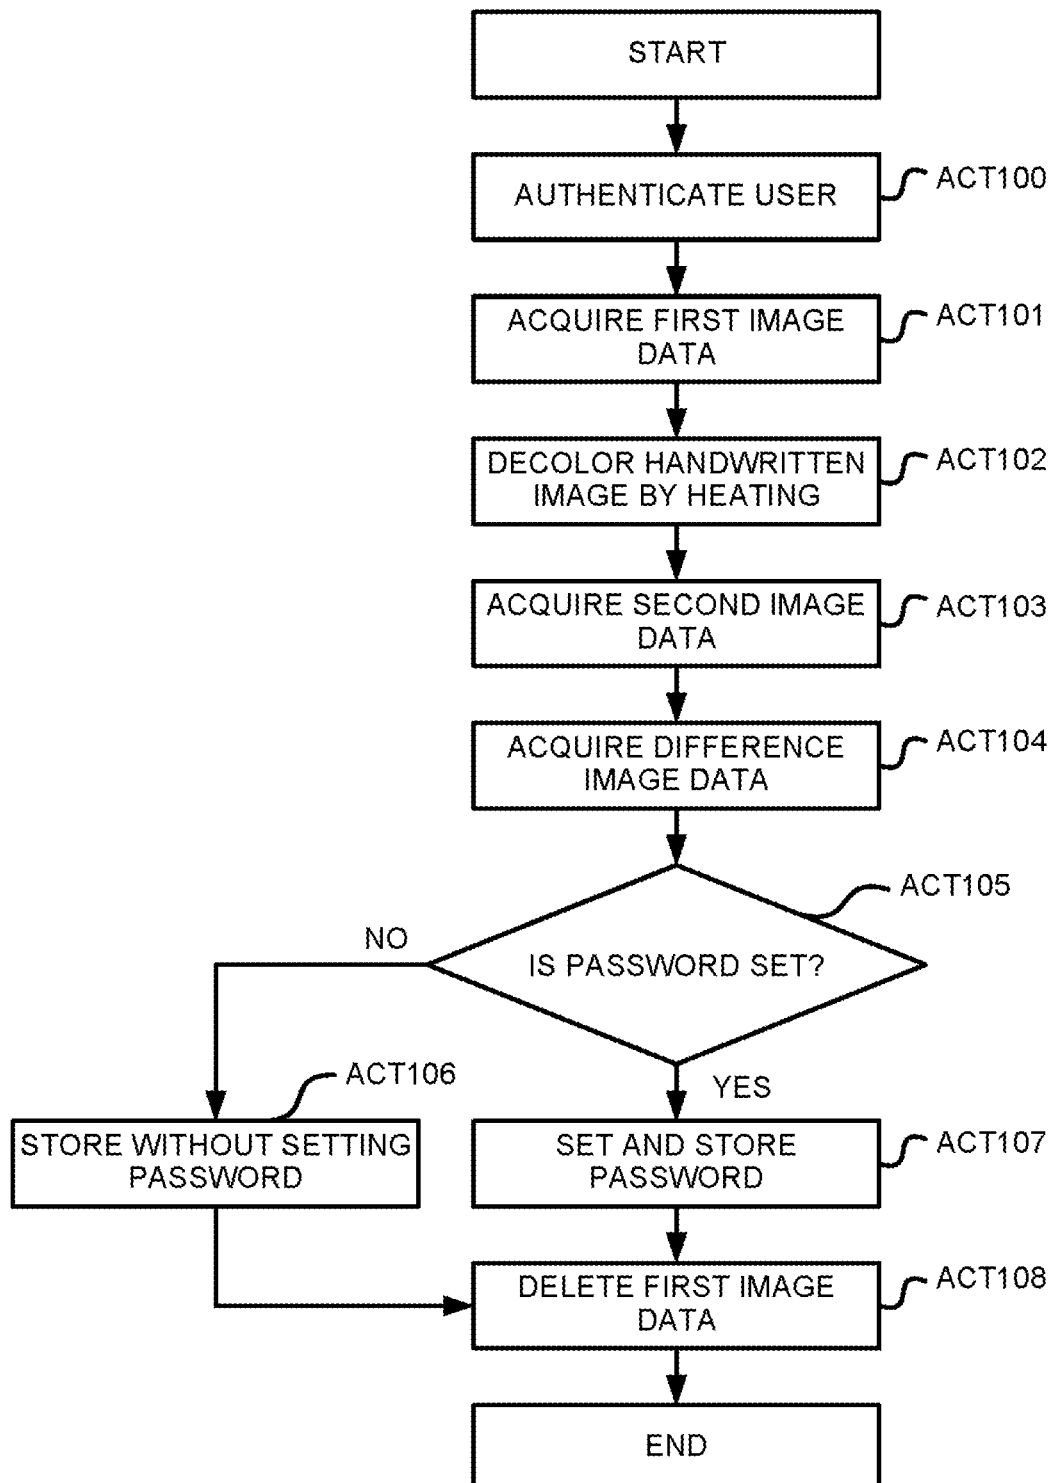 START
AUTHENTICATE USER
ACT100
ACQUIRE FIRST IMAGE
DATA
ACT101
DECOLOR HANDWRITTEN
IMAGE BY HEATING
ACT102
ACQUIRE SECOND IMAGE
DATA
ACT103
ACQUIRE DIFFERENCE
IMAGE DATA
ACT104
ACT105
IS PASSWORD SET?
NO
YES
ACT106
STORE WITHOUT SETTING
PASSWORD
SET AND STORE
PASSWORD
ACT107
DELETE FIRST IMAGE
DATA
ACT108
END